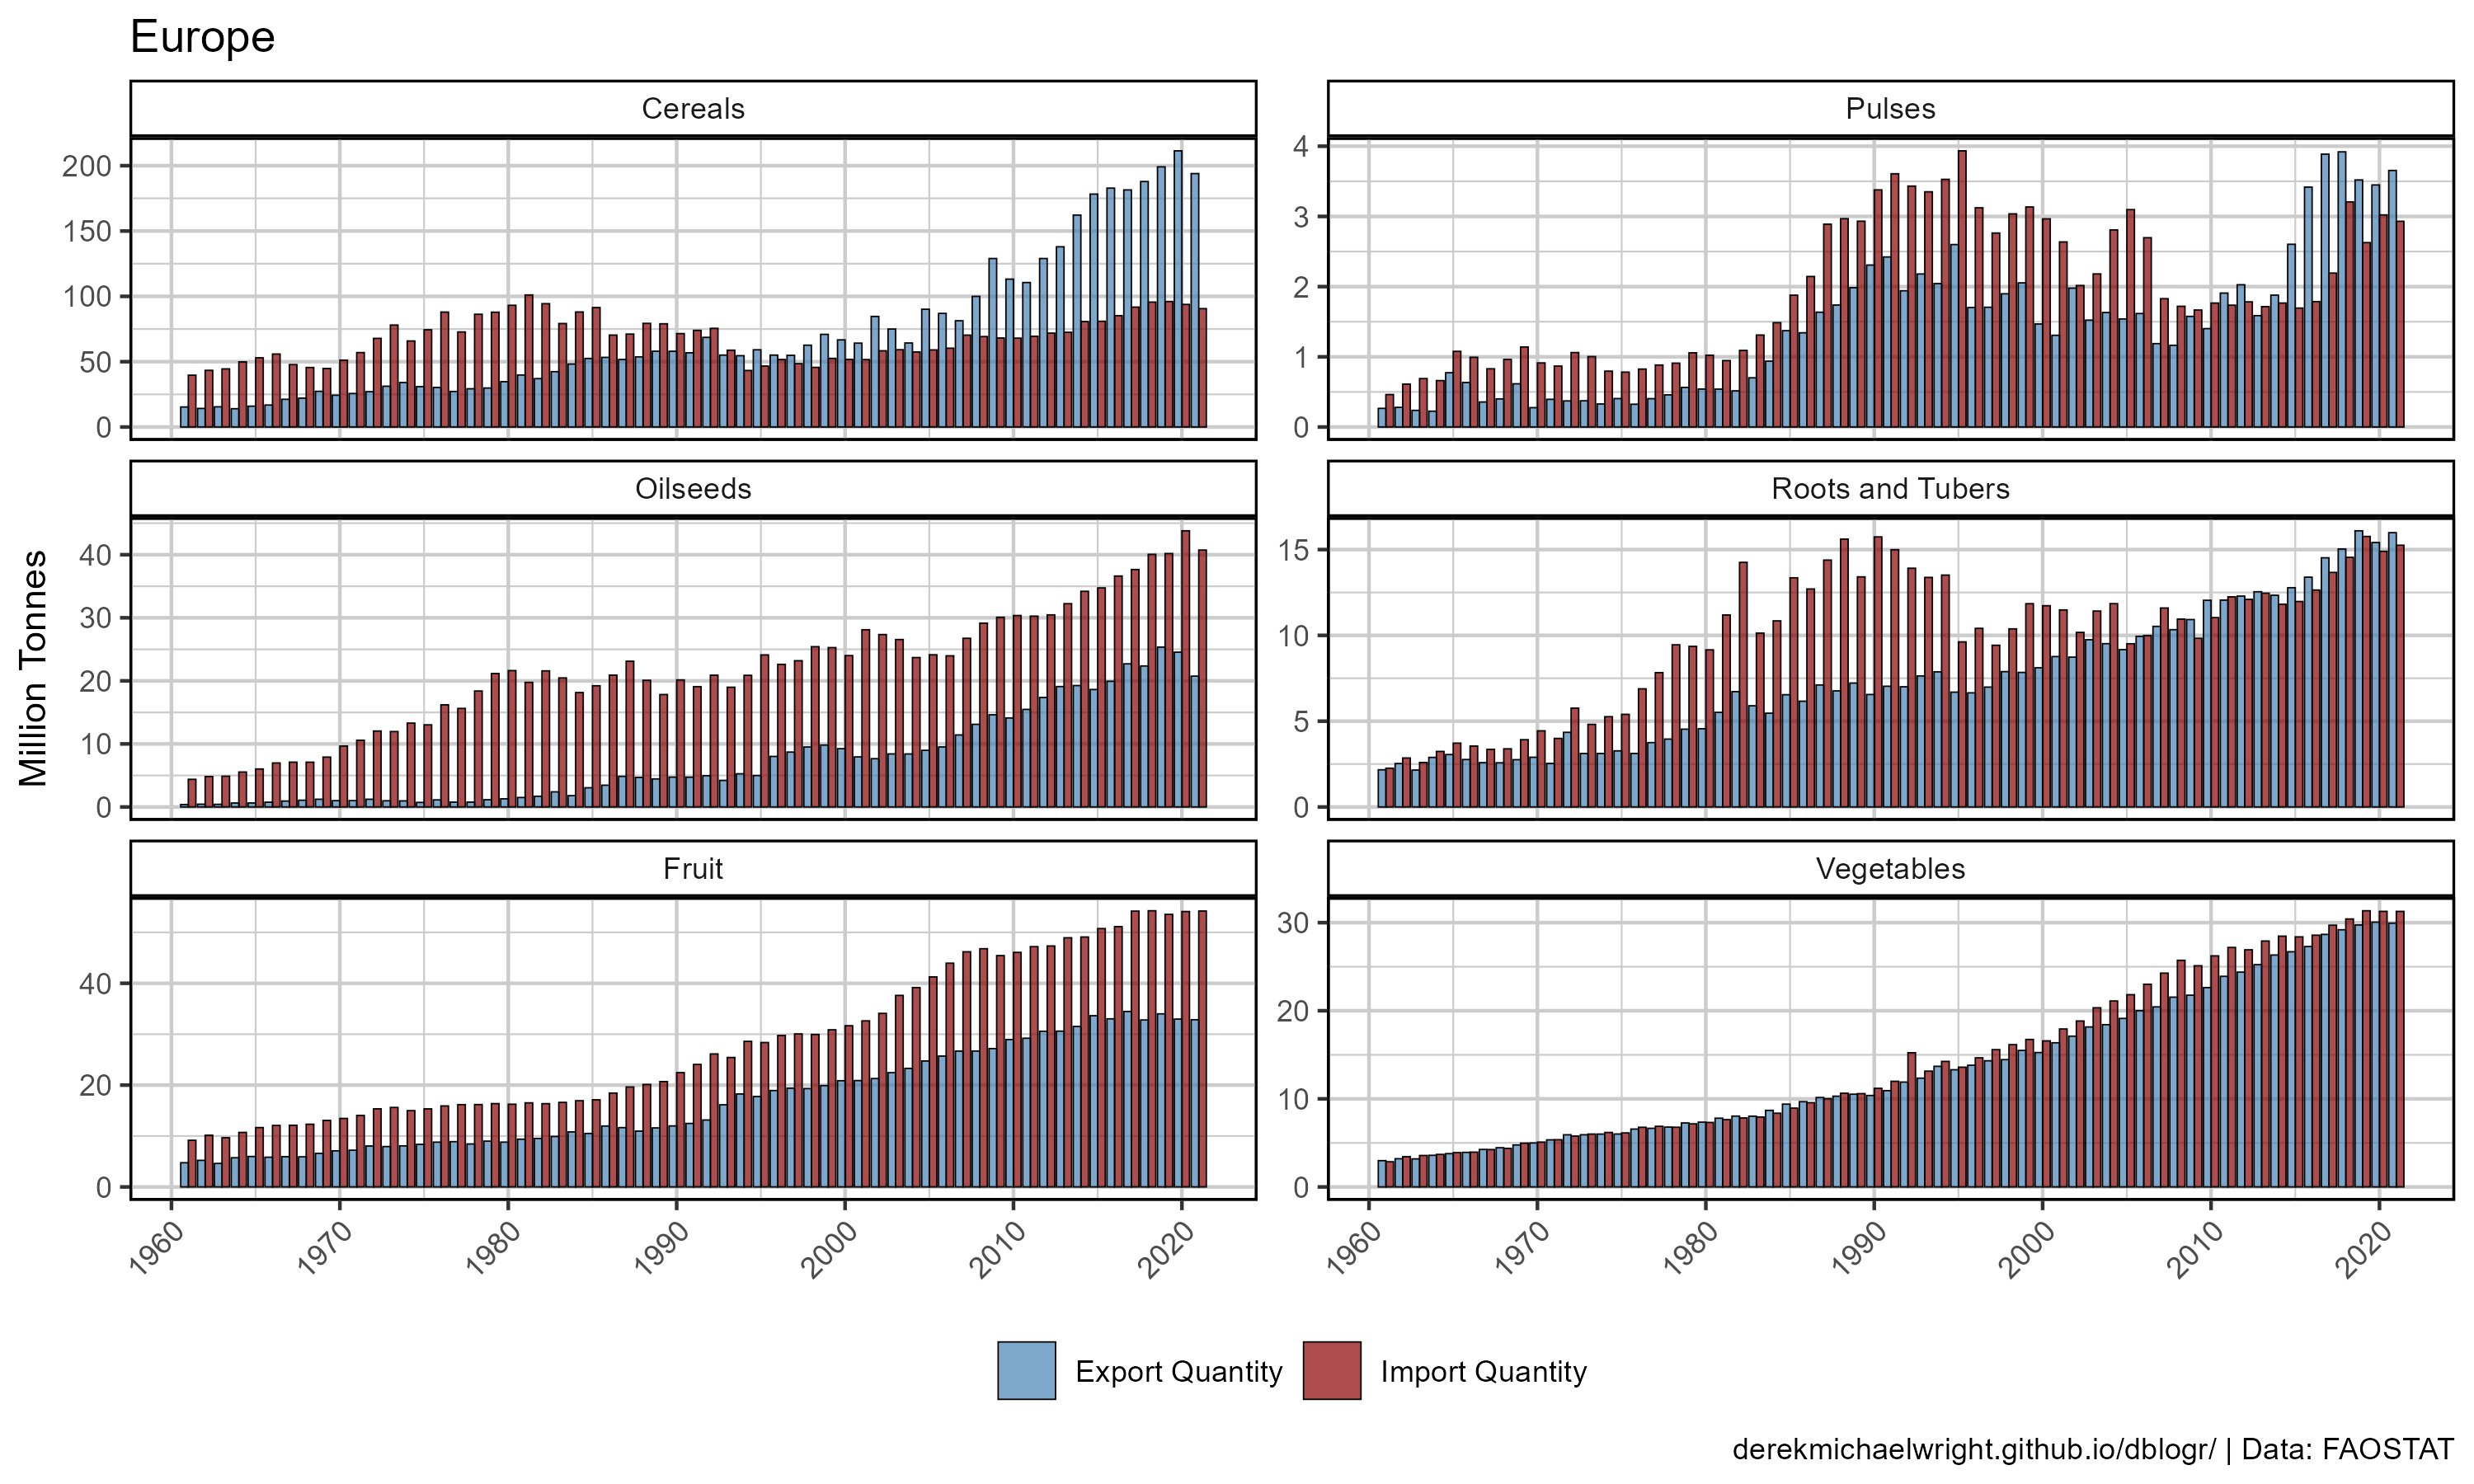 Europe
Cereals
Pulses
200
150
100
50
0
4
3
2
1
0
Oilseeds
Roots and Tubers
Million Tonnes
40
30
20
10
0
15
10
5
0
Fruit
Vegetables
40
20
0
30
20
10
0
1960 1970 1980 1990 2000 2010 2020
1960 1970 1980 1990 2000 2010 2020
Export Quantity Import Quantity
derekmichaelwright.github.io/dblogr/ | Data: FAOSTAT